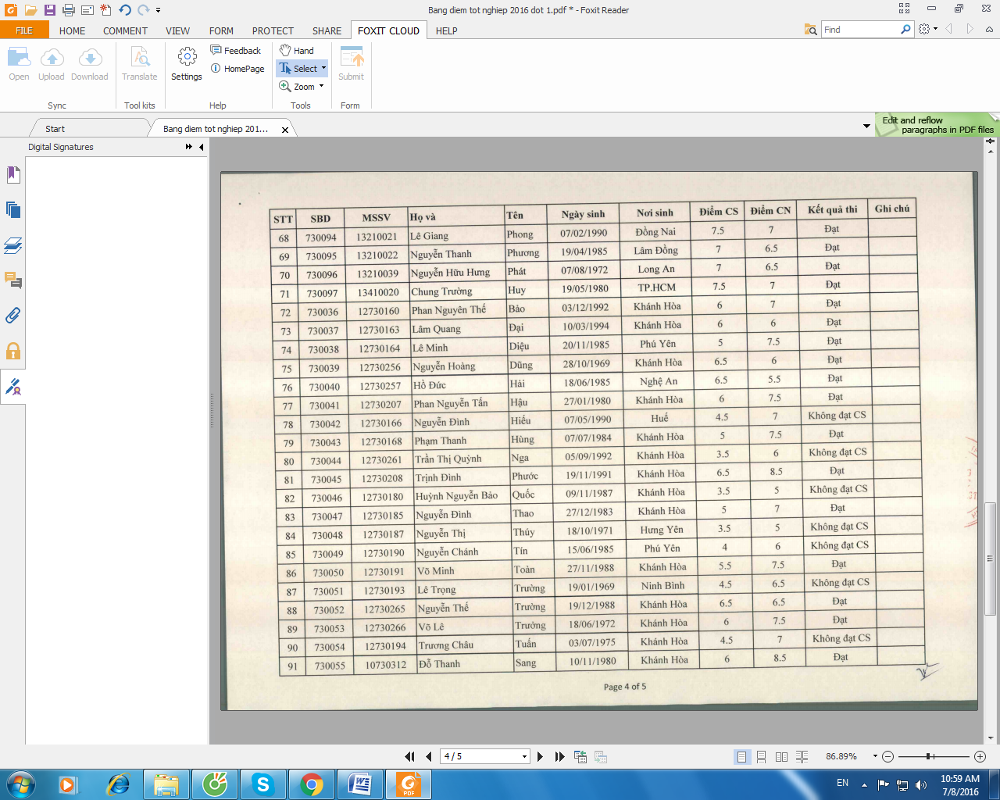 Bang diem tot nghiep 2016 dot 1.pdf * - Foxit Reader
FILE HOME COMMENT VIEW FORM PROTECT SHARE FOXIT CLOUD HELP
Find
Open Upload Download Translate Settings Feedback HomePage Hand Select Zoom Submit
Sync Tool kits Help Tools Form
Start Bang diem tot nghiep 201...
Edit and reflow
paragraphs in PDF files
Digital Signatures
STT SBD MSSV Họ và Tên Ngày sinh Nơi sinh Điểm CS Điểm CN Kết quả thi Ghi chú
68 730094 13210021 Lê Giang Phong 07/02/1990 Đồng Nai 7.5 7 Đạt
69 730095 13210022 Nguyễn Thanh Phương 19/04/1985 Lâm Đồng 7 6.5 Đạt
70 730096 13210039 Nguyễn Hữu Hưng Phát 07/08/1972 Long An 7 6.5 Đạt
71 730097 13410020 Chung Trường Huy 19/05/1980 TP.HCM 7.5 7 Đạt
72 730036 12730160 Phan Nguyên Thế Bảo 03/12/1992 Khánh Hòa 6 7 Đạt
73 730037 12730163 Lâm Quang Đại 10/03/1994 Khánh Hòa 6 6 Đạt
74 730038 12730164 Lê Minh Diệu 20/11/1985 Phú Yên 5 7.5 Đạt
75 730039 12730256 Nguyễn Hoàng Dũng 28/10/1969 Khánh Hòa 6.5 6 Đạt
76 730040 12730257 Hồ Đức Hải 18/06/1985 Nghệ An 6.5 5.5 Đạt
77 730041 12730207 Phan Nguyễn Tấn Hậu 27/01/1980 Khánh Hòa 6 7.5 Đạt
78 730042 12730166 Nguyễn Đình Hiếu 07/05/1990 Huế 4.5 7 Không đạt CS
79 730043 12730168 Phạm Thanh Hùng 07/07/1984 Khánh Hòa 5 7.5 Đạt
80 730044 12730261 Trần Thị Quỳnh Nga 05/09/1992 Khánh Hòa 3.5 6 Không đạt CS
81 730045 12730208 Trịnh Đình Phước 19/11/1991 Khánh Hòa 6.5 8.5 Đạt
82 730046 12730180 Huỳnh Nguyễn Bảo Quốc 09/11/1987 Khánh Hòa 3.5 5 Không đạt CS
83 730047 12730185 Nguyễn Đình Thao 27/12/1983 Khánh Hòa 5 7 Đạt
84 730048 12730187 Nguyễn Thị Thúy 18/10/1971 Hưng Yên 3.5 5 Không đạt CS
85 730049 12730190 Nguyễn Chánh Tín 15/06/1985 Phú Yên 4 6 Không đạt CS
86 730050 12730191 Võ Minh Toàn 27/11/1988 Khánh Hòa 5.5 7.5 Đạt
87 730051 12730193 Lê Trọng Trường 19/01/1969 Ninh Bình 4.5 6.5 Không đạt CS
88 730052 12730265 Nguyễn Thế Trường 19/12/1988 Khánh Hòa 6.5 6.5 Đạt
89 730053 12730266 Võ Lê Trường 18/06/1972 Khánh Hòa 6 7.5 Đạt
90 730054 12730194 Trương Châu Tuấn 03/07/1975 Khánh Hòa 4.5 7 Không đạt CS
91 730055 10730312 Đỗ Thanh Sang 10/11/1980 Khánh Hòa 6 8.5 Đạt
Page 4 of 5
4 / 5
86.89%
EN
10:59 AM
7/8/2016